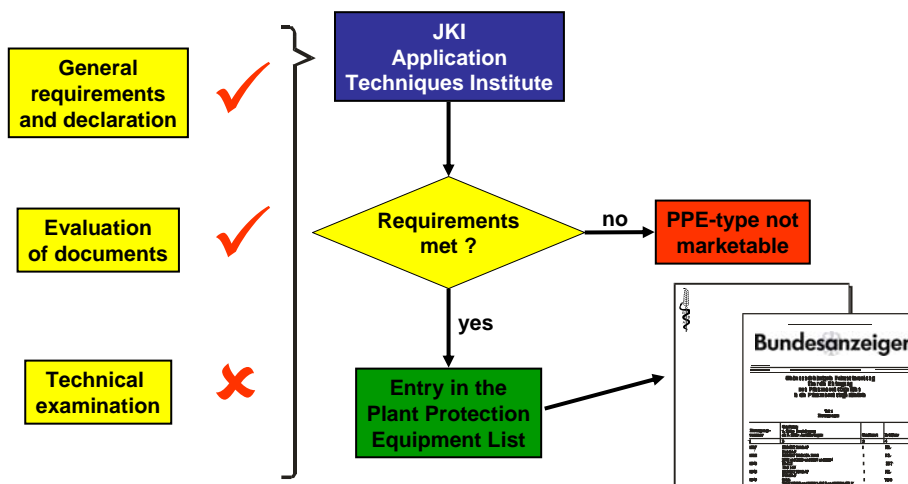 General
requirements
and declaration
Evaluation
of documents
Technical
examination
JKI
Application
Techniques Institute
Requirements
met ?
no
PPE-type not
marketable
yes
Entry in the
Plant Protection
Equipment List
Bundesanzeiger